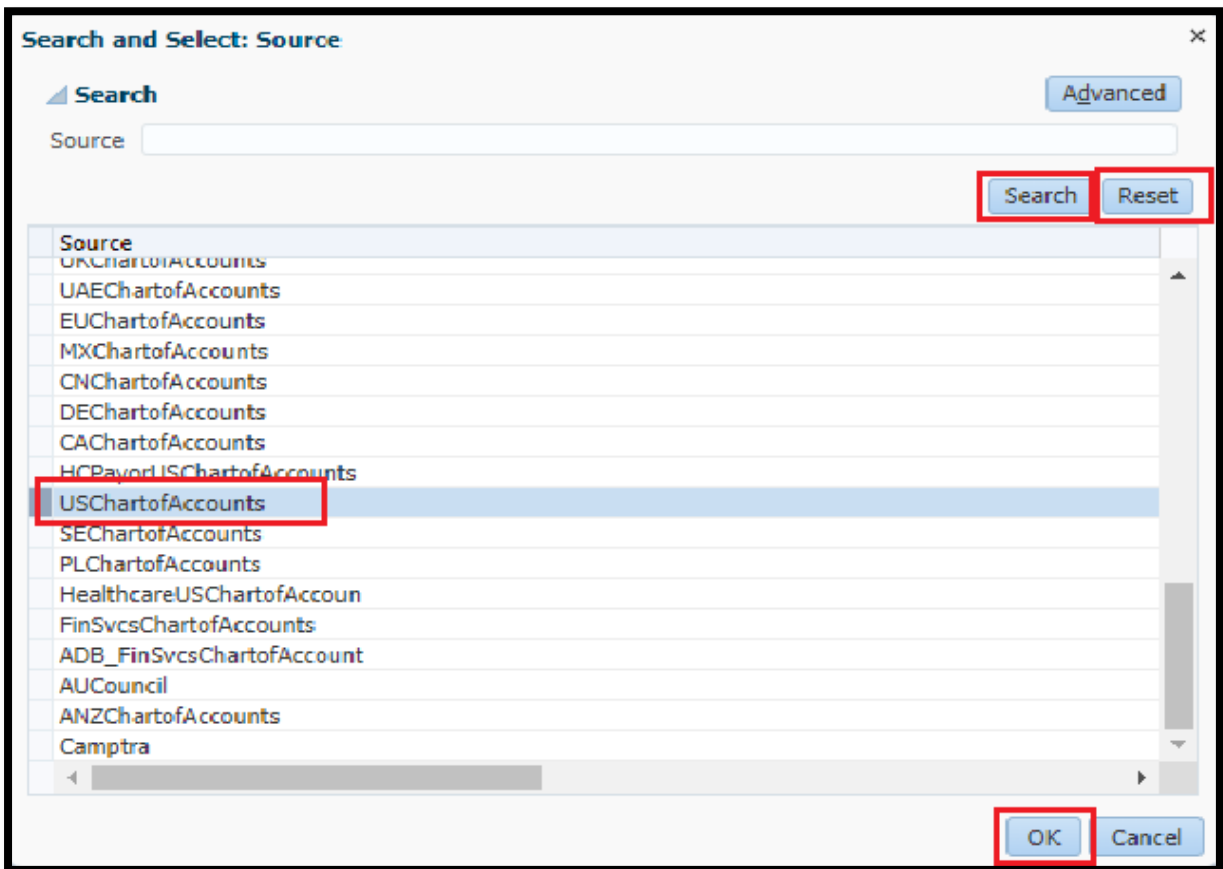 Search and Select: Source
Search
Advanced
Source
Search Reset
Source
UKChartofAccounts
UAEChartofAccounts
EUChartofAccounts
MXChartofAccounts
CNChartofAccounts
DEChartofAccounts
CAChartofAccounts
HCPayorUSChartofAccounts
USChartofAccounts
SEChartofAccounts
PLChartofAccounts
HealthcareUSChartofAccoun
FinSvcsChartofAccounts
ADB_FinSvcsChartofAccount
AUCouncil
ANZChartofAccounts
Camptra
OK Cancel